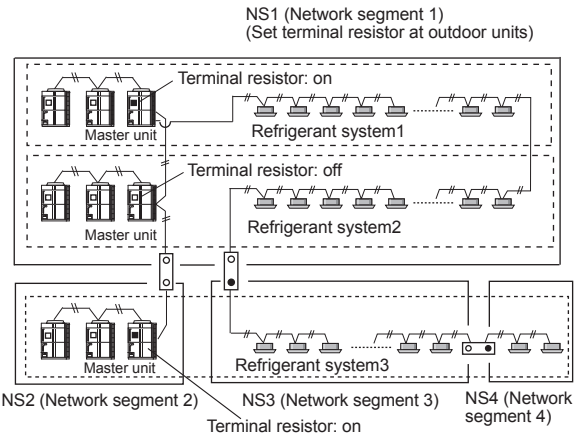 NS1 (Network segment 1)
(Set terminal resistor at outdoor units)
Terminal resistor: on
Master unit
Refrigerant system1
Terminal resistor: off
Master unit
Refrigerant system2
Master unit
Refrigerant system3
NS2 (Network segment 2)
NS3 (Network segment 3)
NS4 (Network
segment 4)
Terminal resistor: on